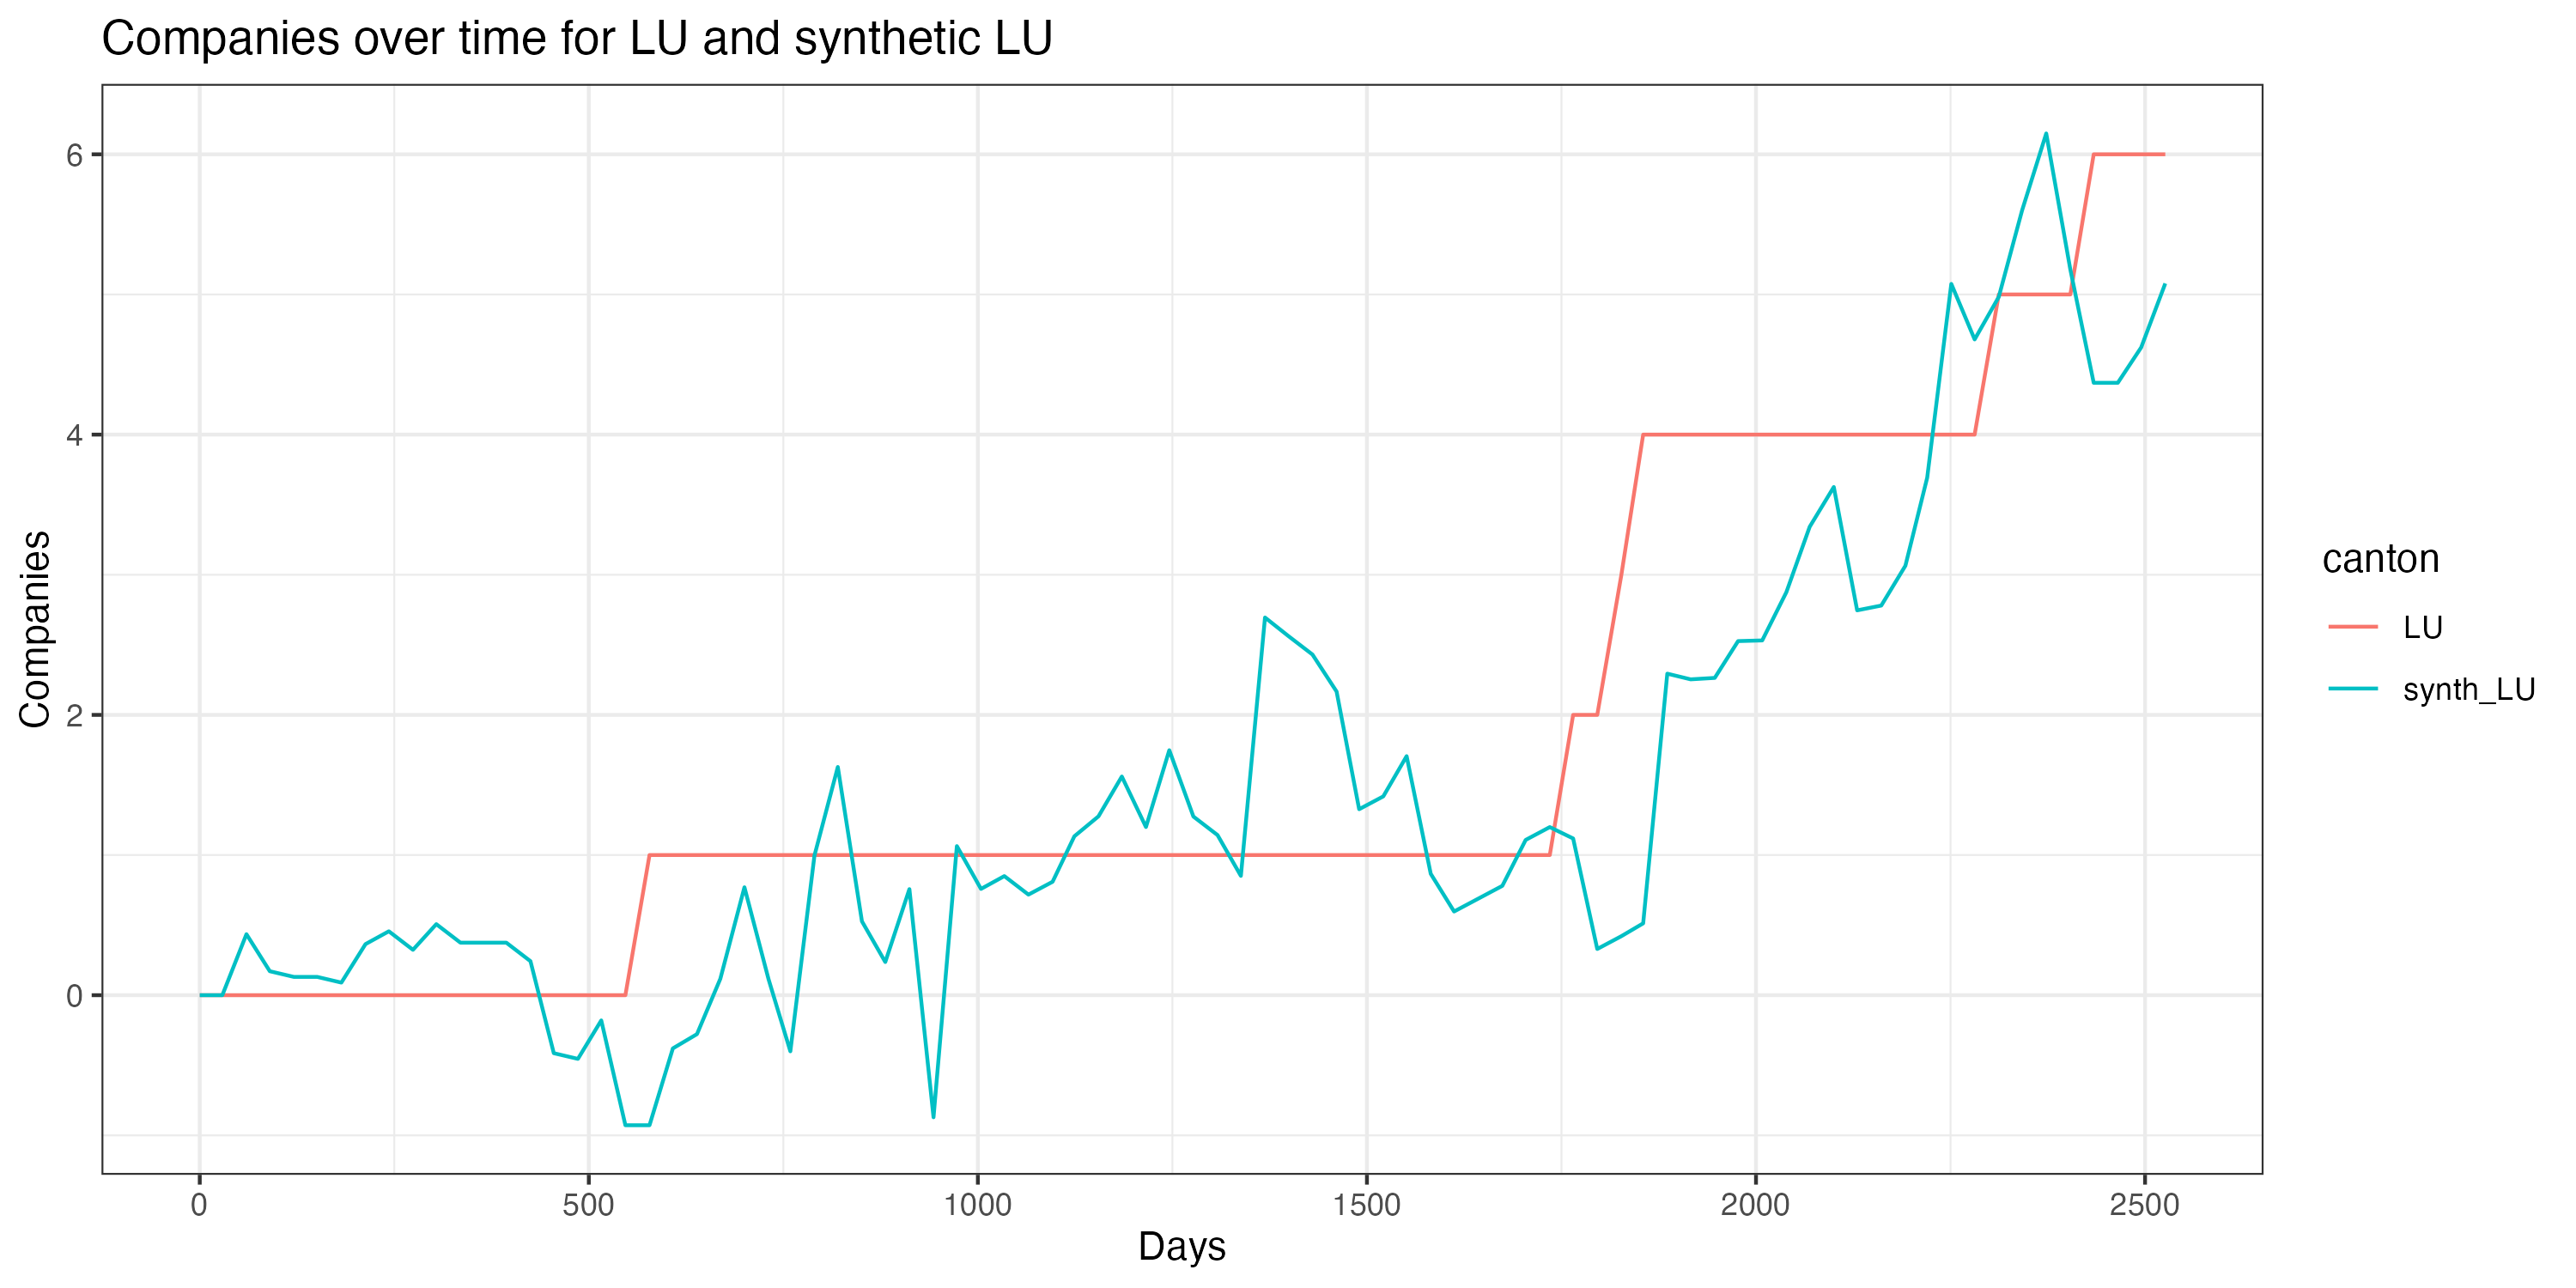 Companies over time for LU and synthetic LU
Companies
6
4
2
0
0
500
1000
1500
2000
2500
Days
canton
LU
synth_LU